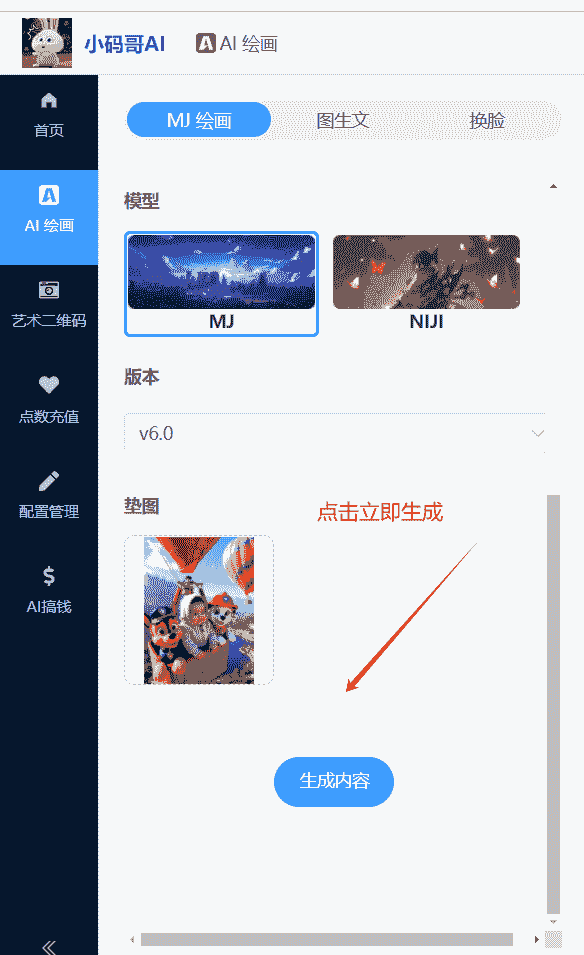 小码哥AI
AI 绘画
首页
AI 绘画
艺术二维码
点数充值
配置管理
AI搞钱
MJ 绘画
图生文
换脸
模型
MJ
NIJI
版本
v6.0
垫图
点击立即生成
生成内容